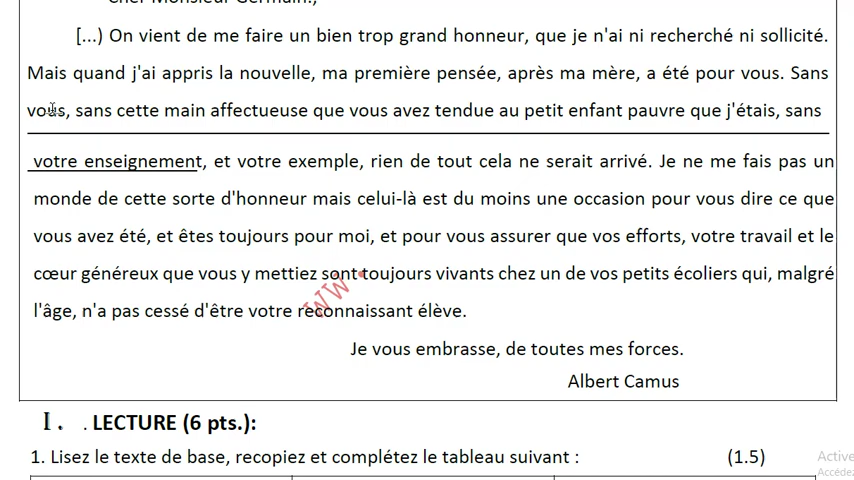 Cher Monsieur Germain.,
[...) On vient de me faire un bien trop grand honneur, que je n'ai ni recherché ni sollicité.
Mais quand j'ai appris la nouvelle, ma première pensée, après ma mère, a été pour vous. Sans
vous, sans cette main affectueuse que vous avez tendue au petit enfant pauvre que j'étais, sans
votre enseignement, et votre exemple, rien de tout cela ne serait arrivé. Je ne me fais pas un
monde de cette sorte d'honneur mais celui-là est du moins une occasion pour vous dire ce que
vous avez été, et êtes toujours pour moi, et pour vous assurer que vos efforts, votre travail et le
cœur généreux que vous y mettiez sont toujours vivants chez un de vos petits écoliers qui, malgré
l'âge, n'a pas cessé d'être votre reconnaissant élève.
WW.
Je vous embrasse, de toutes mes forces.
Albert Camus
I. . LECTURE (6 pts.):
1. Lisez le texte de base, recopiez et complétez le tableau suivant : (1.5)
Active
Accédez